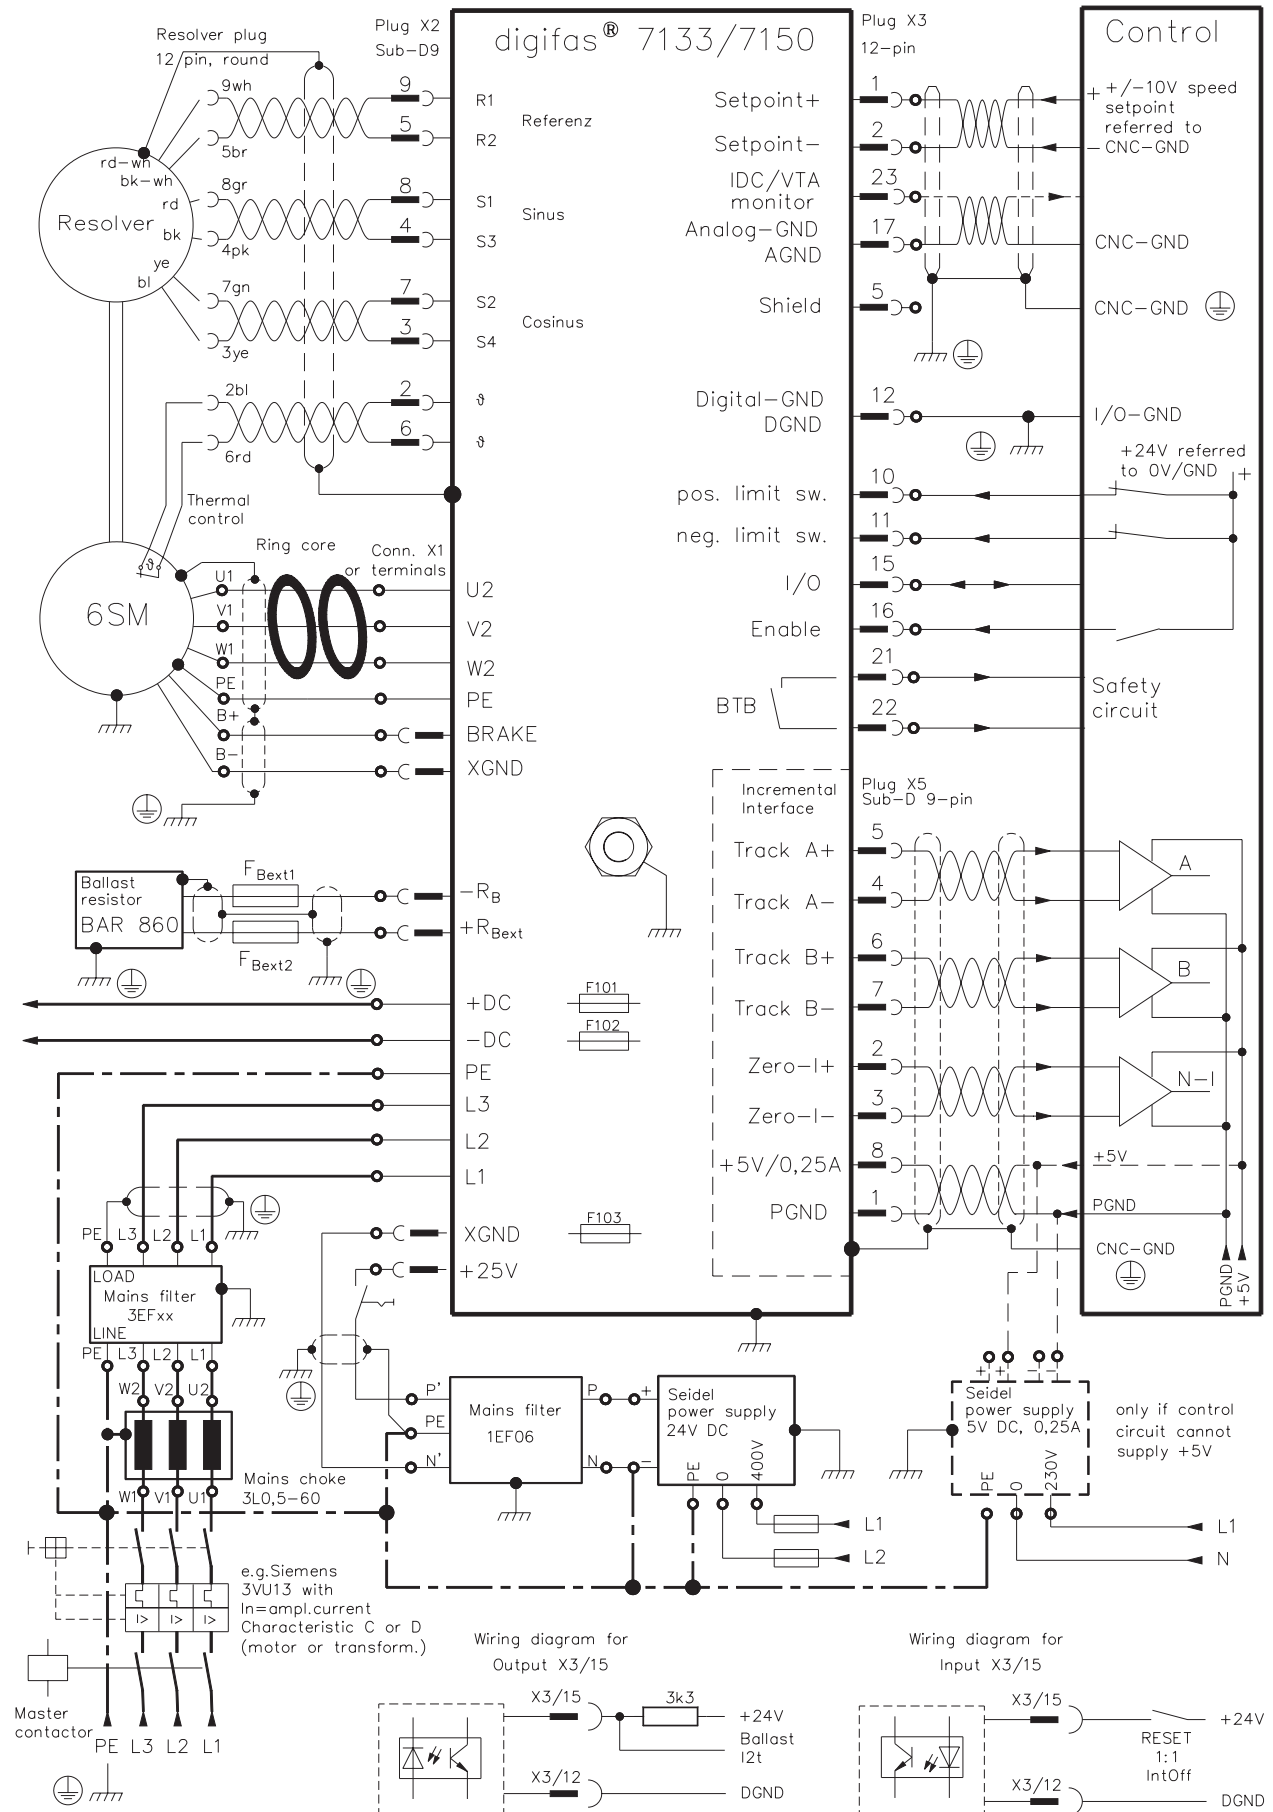 Resolver plug
12 pin, round
Plug X2
Sub-D9
digifas® 7133/7150
Plug X3
12-pin
Control
9wh
5br
9
5
R1
R2
Referenz
rd-wh
bk-wh
rd
Resolver
bk
ye
bl
8gr
4pk
8
4
S1
S3
Sinus
7gn
3ye
7
3
S2
S4
Cosinus
2bl
6rd
2
6
ϑ
ϑ
Thermal
control
Setpoint+
1
Setpoint-
2
IDC/VTA
monitor
23
Analog-GND
AGND
17
Shield
5
+
+/-10V speed
setpoint
referred to
- CNC-GND
CNC-GND
CNC-GND
Digital-GND
DGND
12
I/O-GND
+24V referred
to 0V/GND
+
pos. limit sw.
10
neg. limit sw.
11
I/O
15
Enable
16
BTB
21
22
Safety
circuit
Ring core
Conn. X1
or terminals
ϑ
6SM
U1
V1
W1
PE
B+
B-
U2
V2
W2
PE
BRAKE
XGND
Incremental
Interface
Plug X5
Sub-D 9-pin
Track A+
5
Track A-
4
A
Track B+
6
Track B-
7
B
Zero-I+
2
Zero-I-
3
N-I
+5V/0,25A
8
+5V
PGND
1
PGND
CNC-GND
PGND
+5V
Ballast
resistor
BAR 860
FBext1
FBext2
-RB
+RBext
+DC
F101
-DC
F102
PE
L3
L2
L1
XGND
F103
+25V
PE
L3
L2
L1
LOAD
Mains filter
3EFxx
LINE
PE
L3
L2
L1
W2
V2
U2
Mains choke
3L0,5-60
W1
V1
U1
P'
PE
N'
Mains filter
1EF06
P
N
+
-
Seidel
power supply
24V DC
PE
0
400V
L1
L2
+
+
-
-
Seidel
power supply
5V DC, 0,25A
PE
0
230V
only if control
circuit cannot
supply +5V
L1
N
I>
I>
I>
e.g.Siemens
3VU13 with
In=ampl.current
Characteristic C or D
(motor or transform.)
Master
contactor
PE
L3
L2
L1
Wiring diagram for
Output X3/15
X3/15
3k3
+24V
Ballast
I2t
X3/12
DGND
Wiring diagram for
Input X3/15
X3/15
+24V
RESET
1:1
IntOff
X3/12
DGND